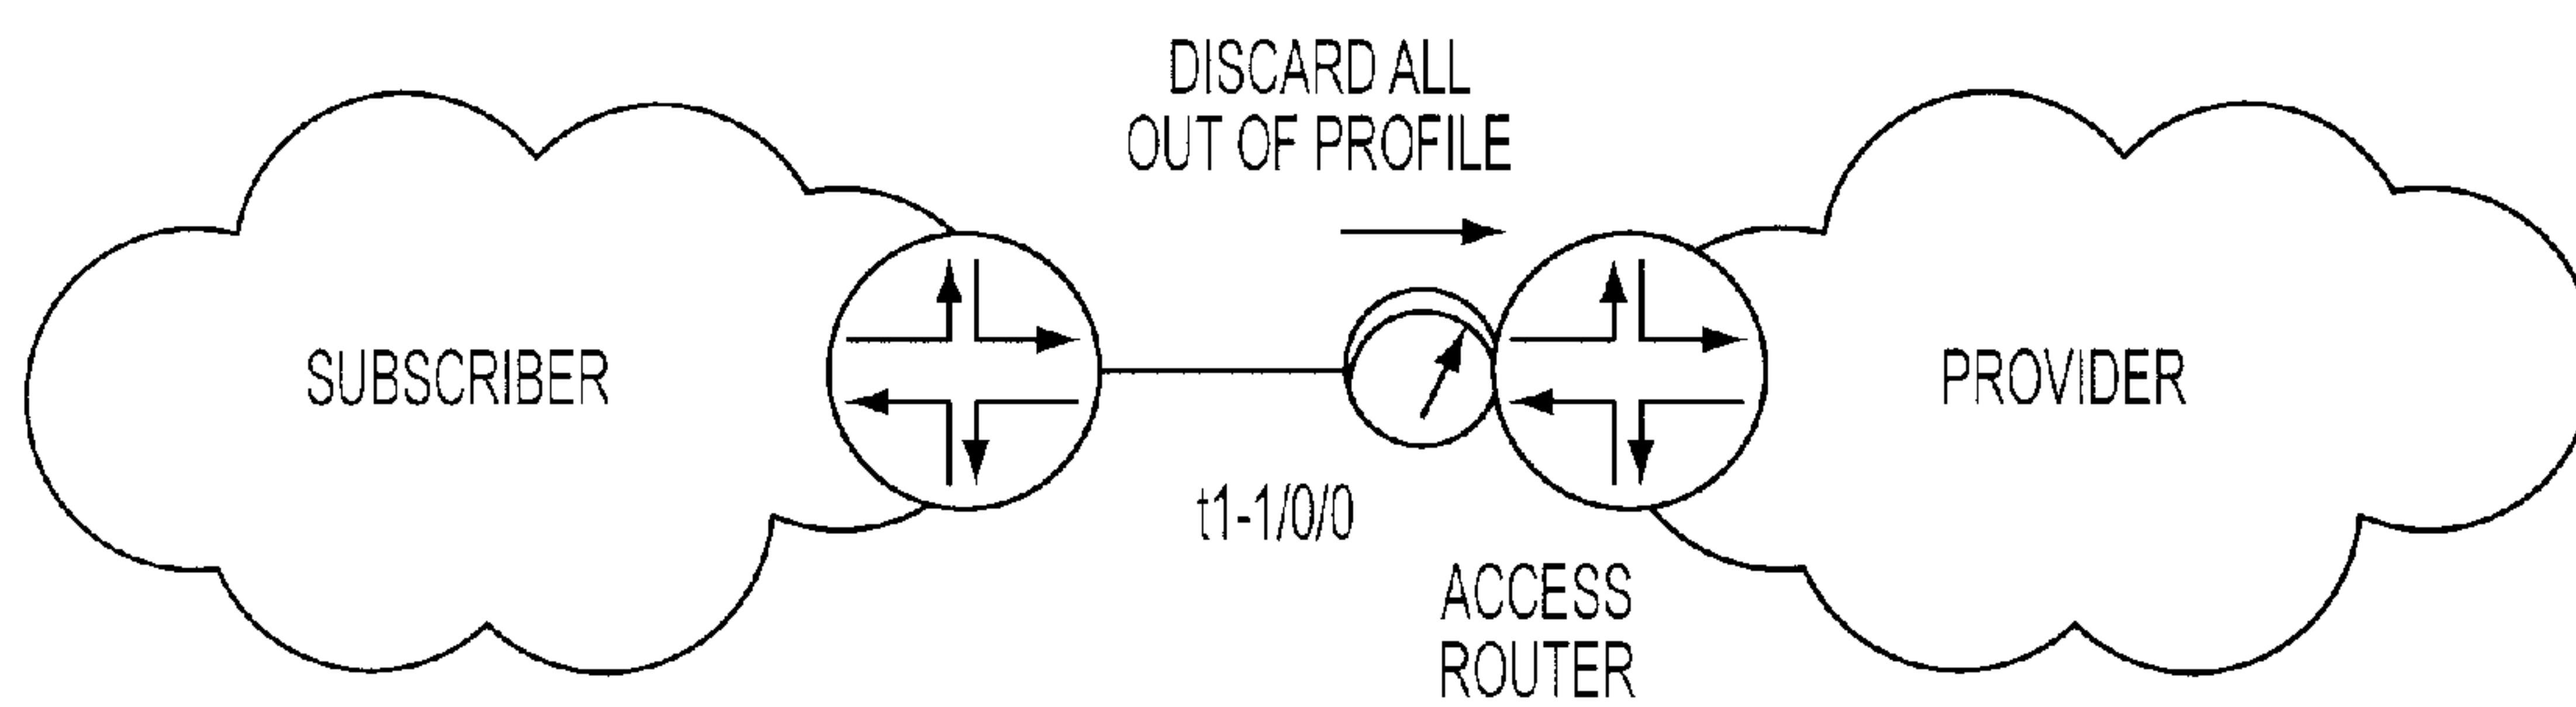 DISCARD ALL
OUT OF PROFILE
SUBSCRIBER
PROVIDER
t1-1/0/0
ACCESS
ROUTER